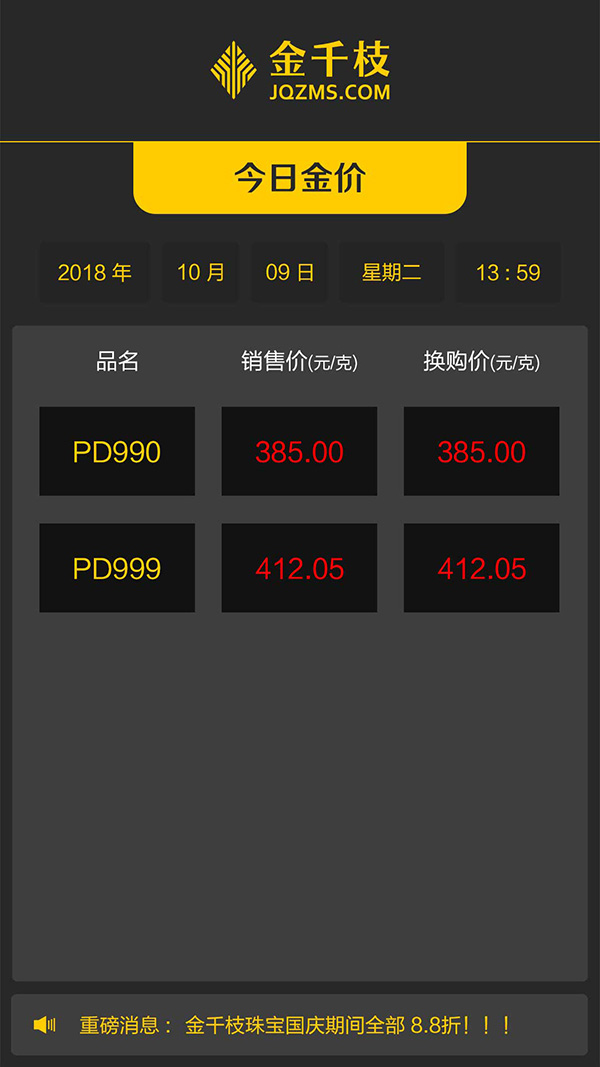 金千枝
JQZMS.COM
今日金价
2018 年 10 月 09 日 星期二 13 : 59
品名 销售价(元/克) 换购价(元/克)
PD990 385.00 385.00
PD999 412.05 412.05
重磅消息： 金千枝珠宝国庆期间全部 8.8折！！！